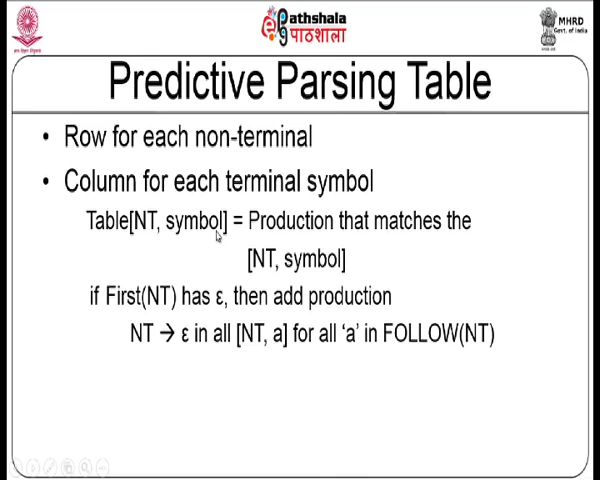 Pathshala
पाठशाला
MHRD
Govt. of India
Predictive Parsing Table
• Row for each non-terminal
• Column for each terminal symbol
Table[NT, symbol] = Production that matches the
[NT, symbol]
if First(NT) has ε, then add production
NT → ε in all [NT, a] for all ‘a’ in FOLLOW(NT)